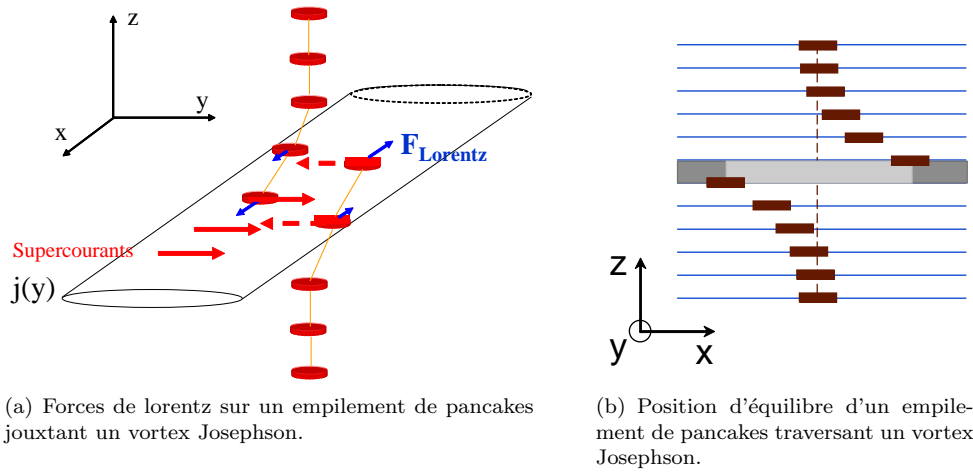 z
y
x
F Lorentz
Supercourants
j(y)
z
y
x
(a) Forces de lorentz sur un empilement de pancakes
jouxtant un vortex Josephson.
(b) Position d'équilibre d'un empile-
ment de pancakes traversant un vortex
Josephson.